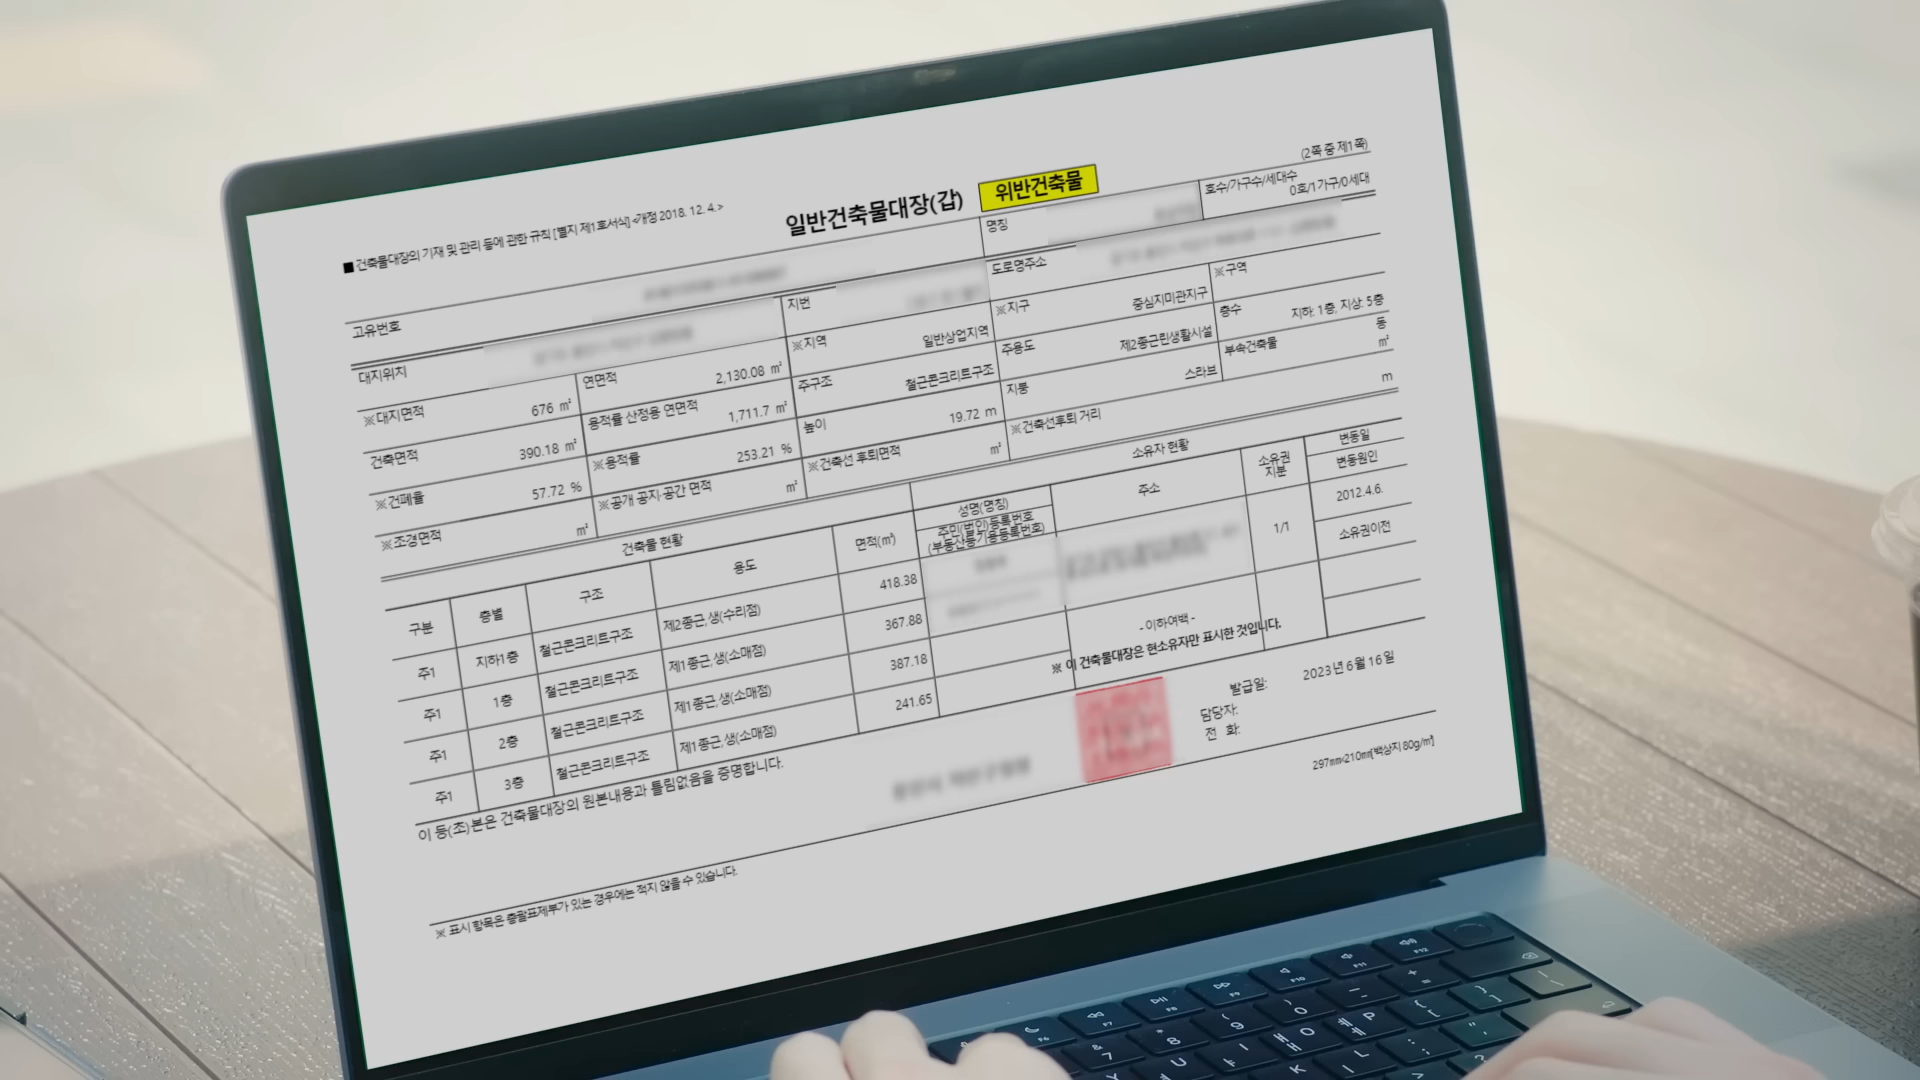 (2쪽 중 제1쪽)
■ 건축물대장의 기재 및 관리 등에 관한 규칙 [별지 제1호서식] <개정 2018. 12. 4.>
일반건축물대장(갑) 위반건축물
고유번호 명칭 호수/가구수/세대수 0호/1가구/0세대
대지위치 지번 도로명주소
※대지면적 676 ㎡ 연면적 2,130.08 ㎡ ※지역 일반상업지역 ※지구 중심지미관지구 ※구역
건축면적 390.18 ㎡ 용적률 산정용 연면적 1,711.7 ㎡ 주구조 철근콘크리트구조 주용도 제2종근린생활시설 층수 지하: 1층, 지상: 5층
※건폐율 57.72 % ※용적률 253.21 % 높이 19.72 m 지붕 스라브 부속건축물 동 ㎡
※조경면적 ㎡ ※공개 공지·공간 면적 ㎡ ※건축선 후퇴면적 ㎡ ※건축선후퇴 거리 m
건축물 현황 소유자 현황
구분 층별 구조 용도 면적(㎡) 성명(명칭) 주민(법인)등록번호 (부동산등기용등록번호) 주소 소유권 지분 변동일 변동원인
주1 지하1층 철근콘크리트구조 제2종근.생(수리점) 418.38 1/1 2012.4.6. 소유권이전
주1 1층 철근콘크리트구조 제1종근.생(소매점) 367.88
주1 2층 철근콘크리트구조 제1종근.생(소매점) 387.18 - 이하여백 -
주1 3층 철근콘크리트구조 제1종근.생(소매점) 241.65 ※ 이 건축물대장은 현소유자만 표시한 것입니다.
이 등(초)본은 건축물대장의 원본내용과 틀림없음을 증명합니다.
발급일: 2023년 6월 16일
담당자:
전 화:
297㎜×210㎜[백상지 80g/㎡]
※ 표시 항목은 총괄표제부가 있는 경우에는 적지 않을 수 있습니다.